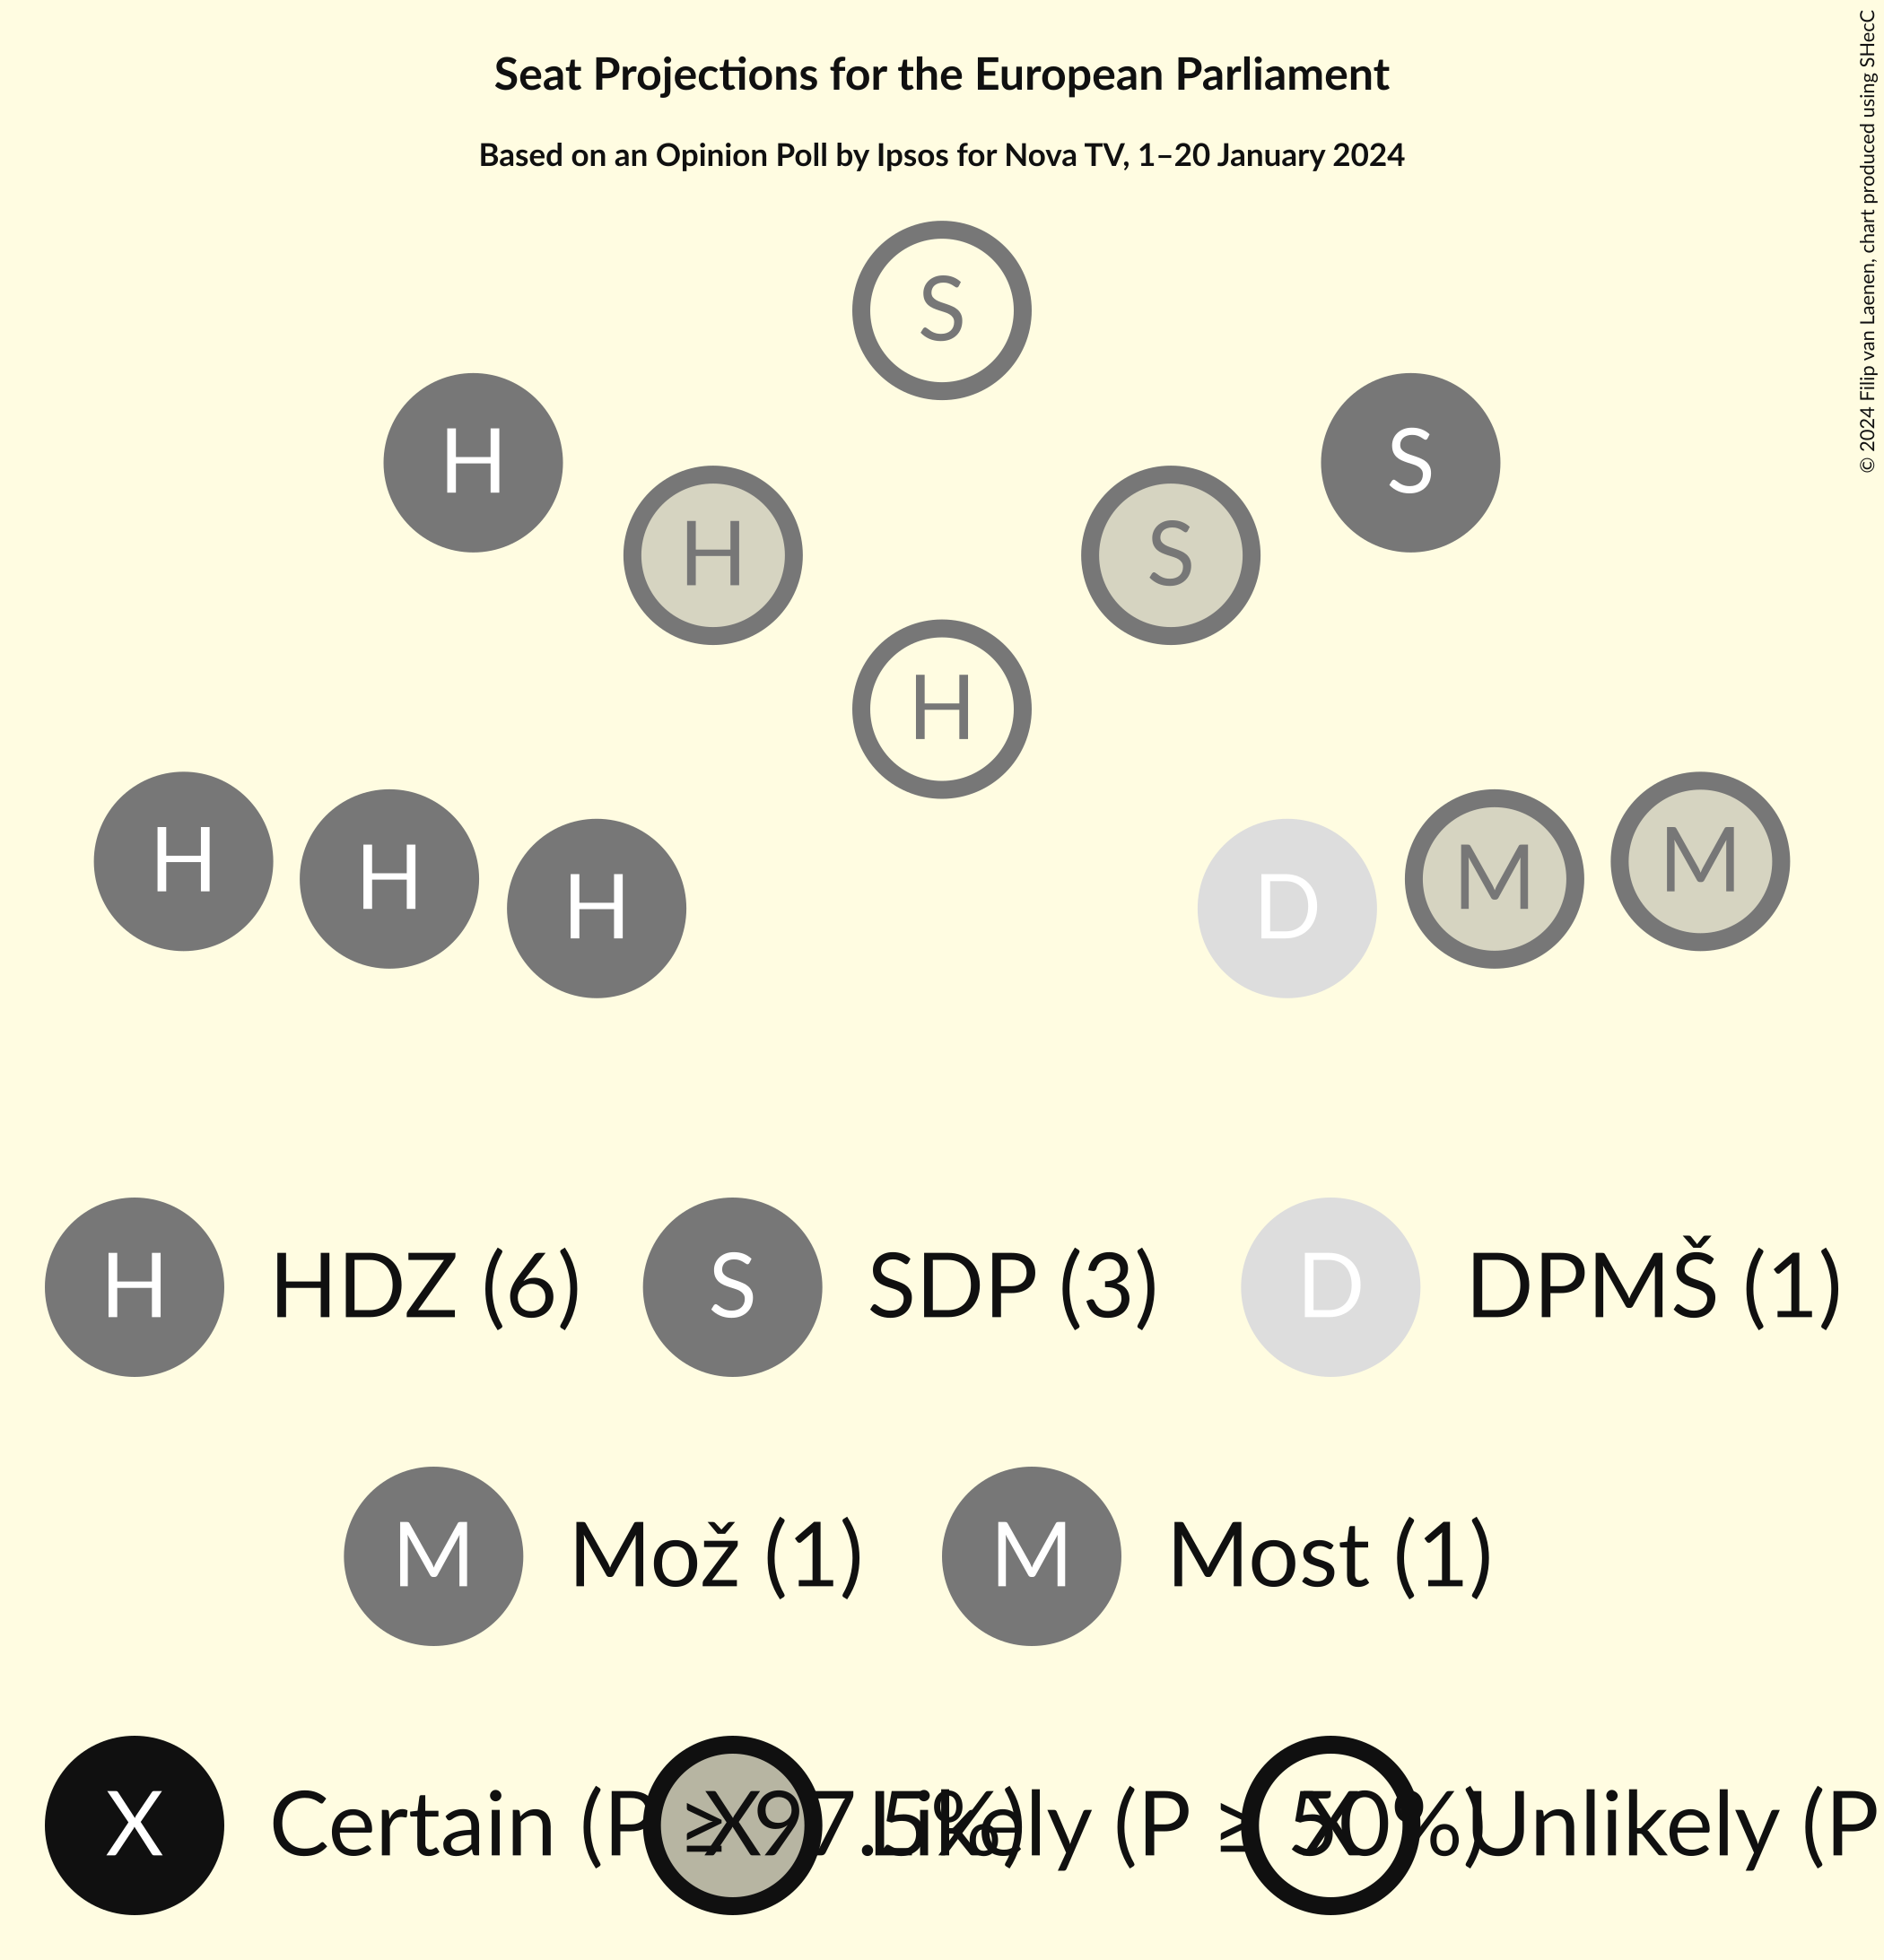 Seat Projections for the European Parliament
Based on an Opinion Poll by Ipsos for Nova TV, 1–20 January 2024
© 2024 Filip van Laenen, chart produced using SHecC
S
H
S
H
S
H
H
H
H
D
M
M
H HDZ (6) S SDP (3) D DPMŠ (1)
M Mož (1) M Most (1)
X Certain (P ≥ 97.5%) X Likely (P ≥ 50%) X Unlikely (P